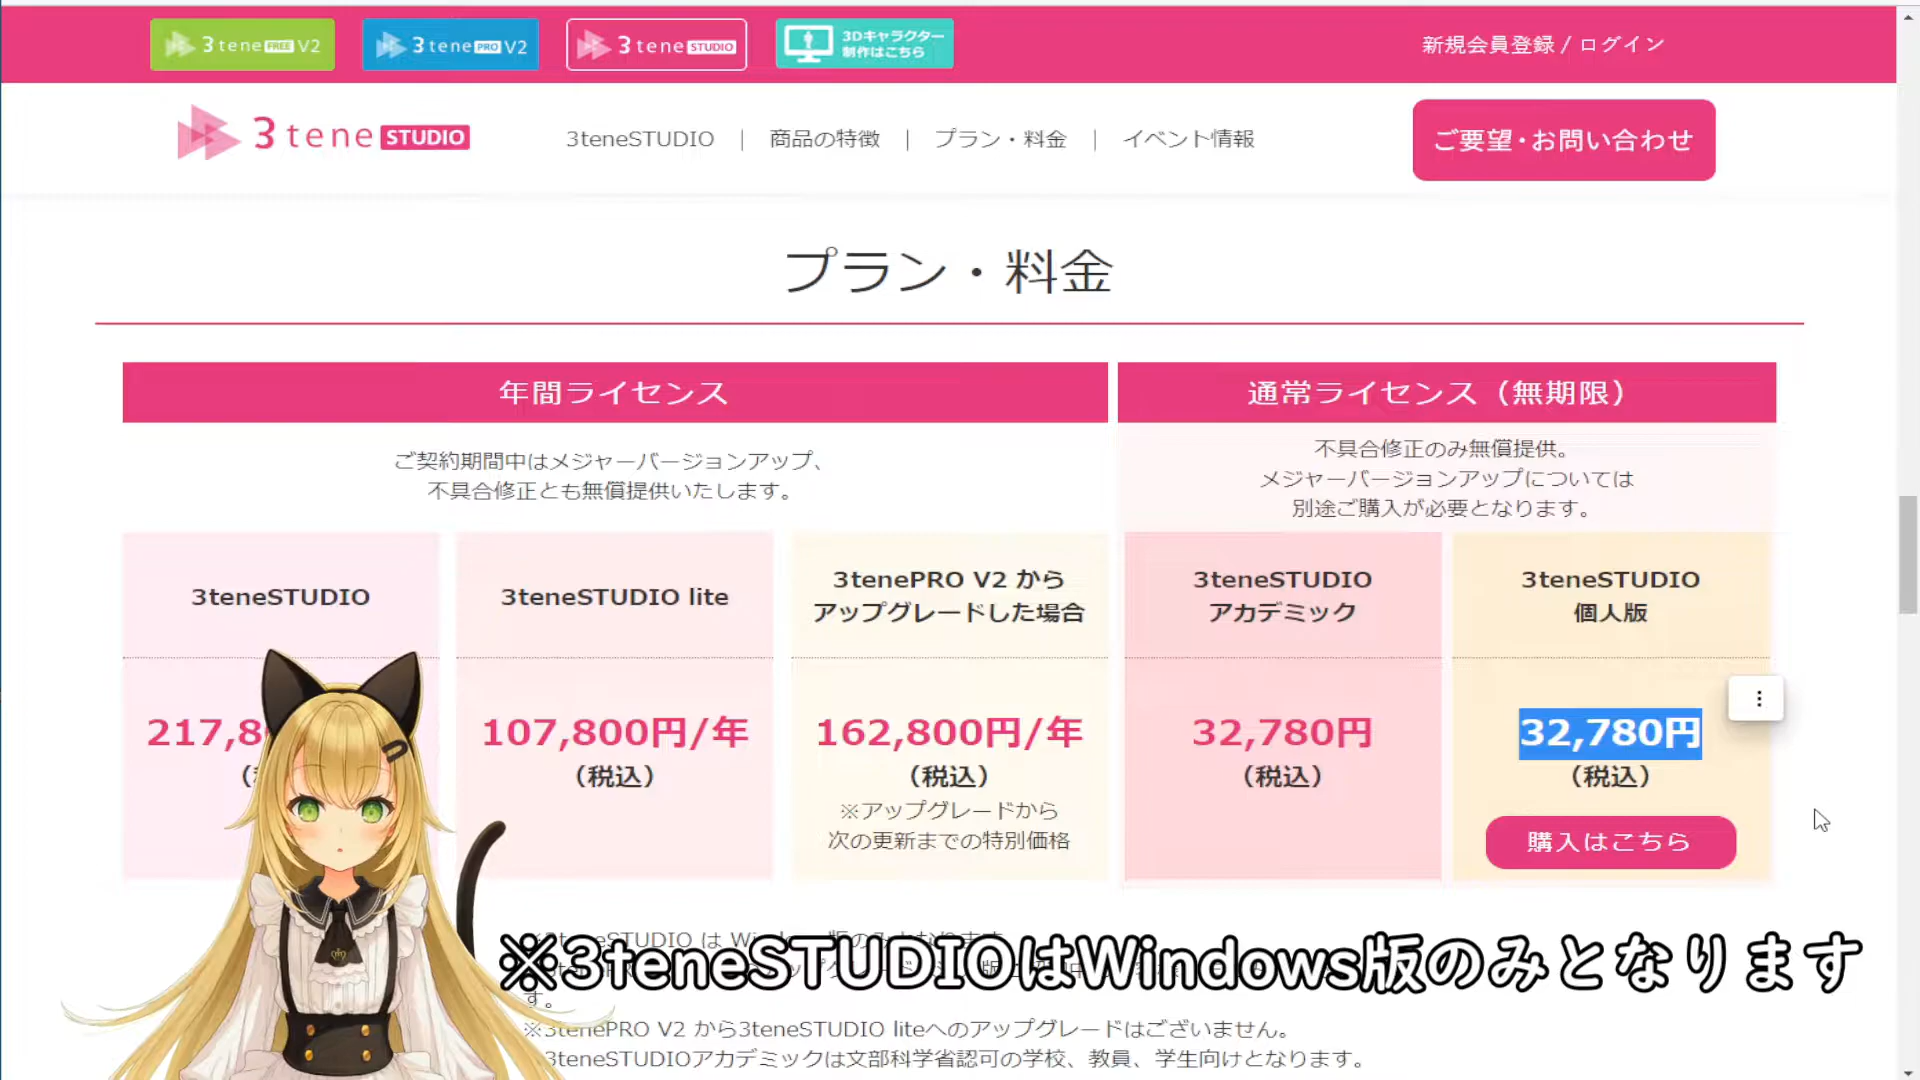 3tene FREE V2
3tene PRO V2
3tene STUDIO
3Dキャラクター
制作はこちら
新規会員登録 / ログイン
3tene STUDIO
3teneSTUDIO | 商品の特徴 | プラン・料金 | イベント情報
ご要望・お問い合わせ
プラン・料金
年間ライセンス
ご契約期間中はメジャーバージョンアップ、
不具合修正とも無償提供いたします。
通常ライセンス（無期限）
不具合修正のみ無償提供。
メジャーバージョンアップについては
別途ご購入が必要となります。
3teneSTUDIO
217,8
3teneSTUDIO lite
107,800円/年
（税込）
3tenePRO V2 から
アップグレードした場合
162,800円/年
（税込）
※アップグレードから
次の更新までの特別価格
3teneSTUDIO
アカデミック
32,780円
（税込）
3teneSTUDIO
個人版
32,780円
（税込）
購入はこちら
※3teneSTUDIOはWindows版のみとなります
す。
※3tenePRO V2 から3teneSTUDIO liteへのアップグレードはございません。
3teneSTUDIOアカデミックは文部科学省認可の学校、教員、学生向けとなります。